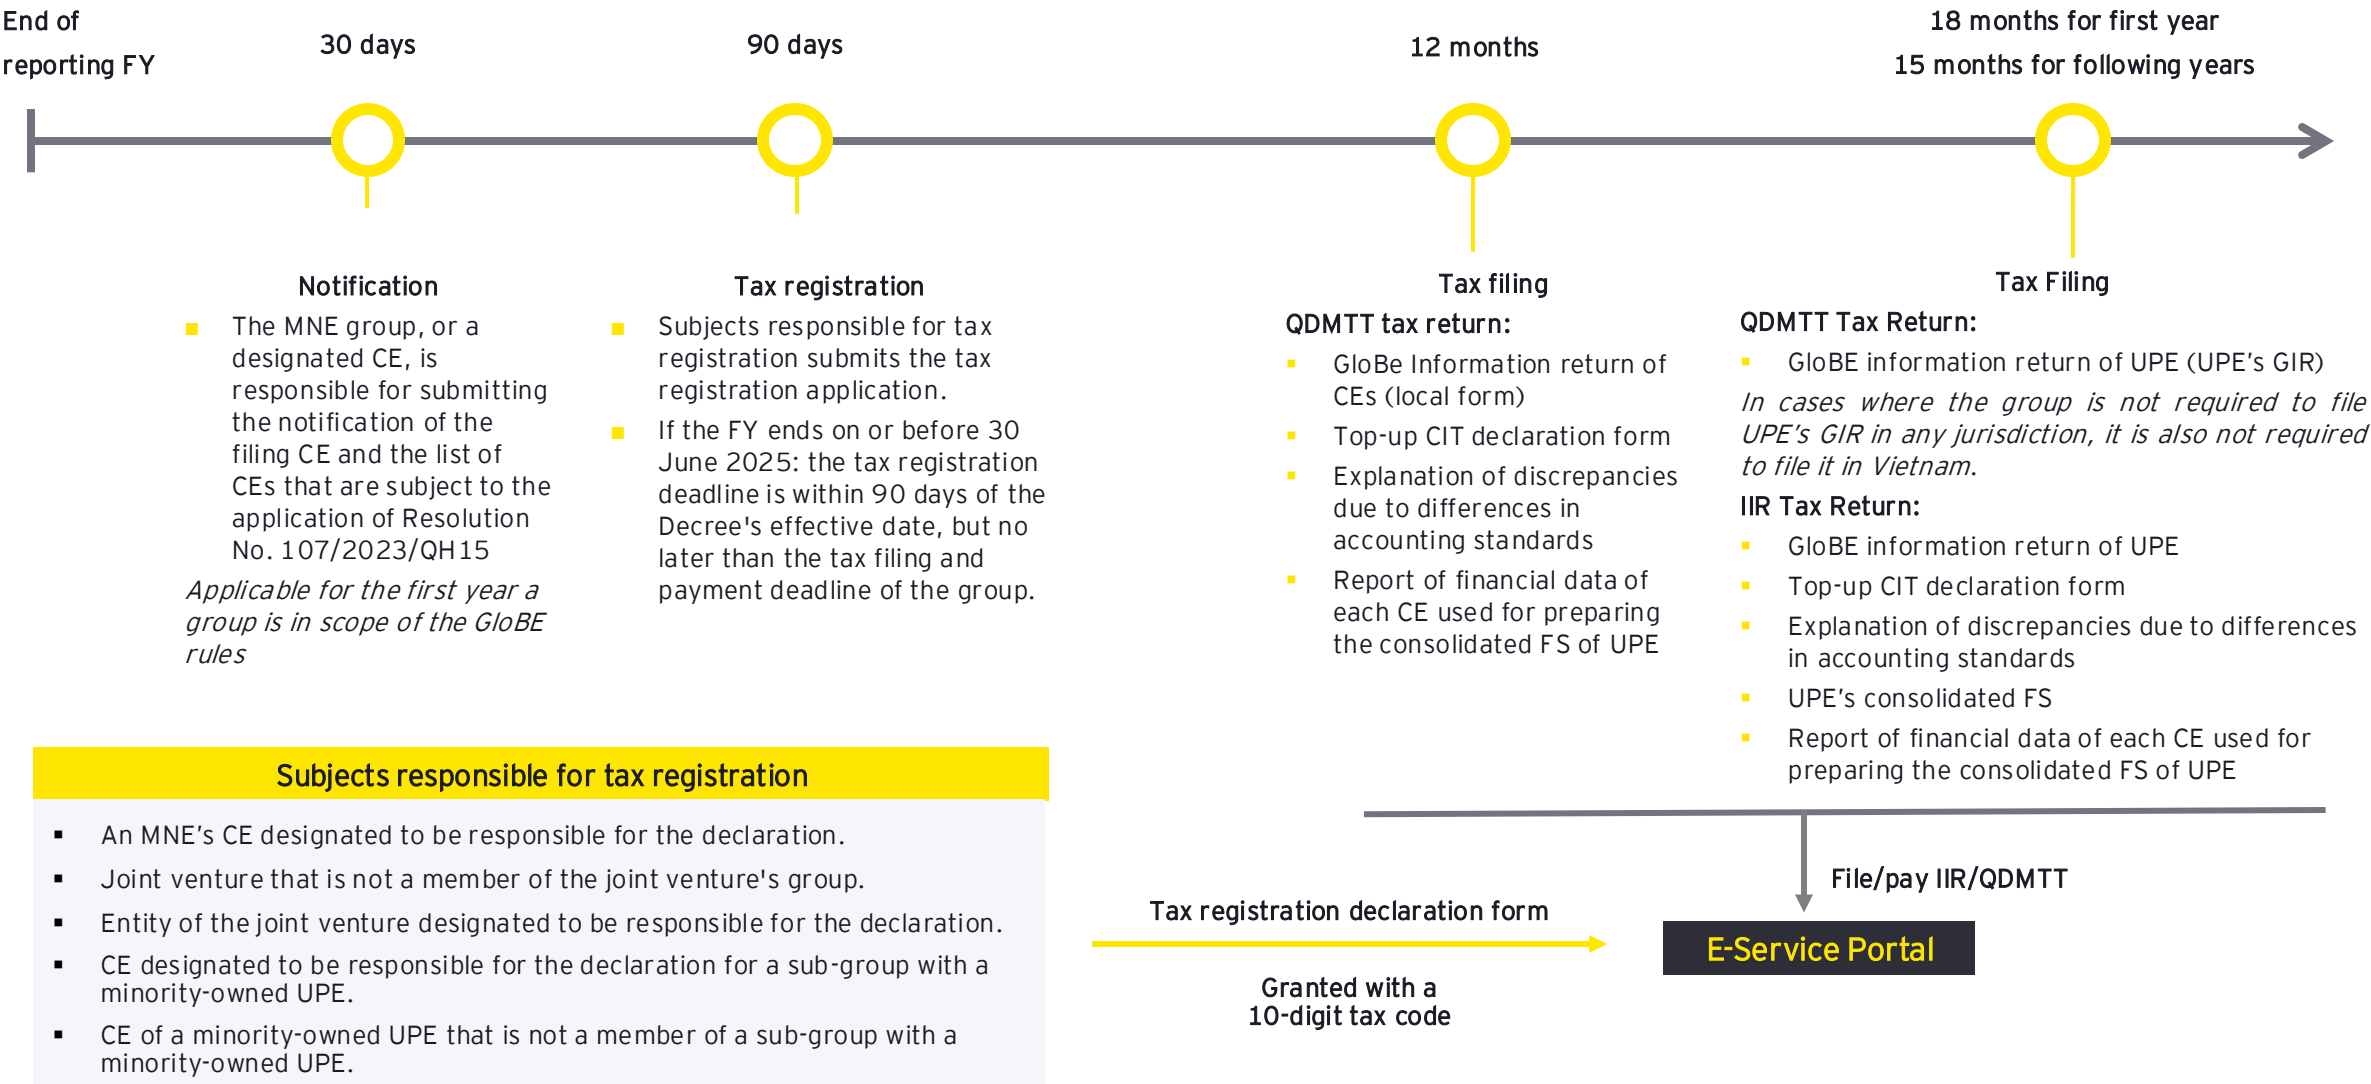 End of
reporting FY
30 days
90 days
12 months
18 months for first year
15 months for following years
Notification
The MNE group, or a
designated CE, is
responsible for submitting
the notification of the
filing CE and the list of
CEs that are subject to the
application of Resolution
No. 107/2023/QH15
Applicable for the first year a
group is in scope of the GloBE
rules
Tax registration
Subjects responsible for tax
registration submits the tax
registration application.
If the FY ends on or before 30
June 2025: the tax registration
deadline is within 90 days of the
Decree's effective date, but no
later than the tax filing and
payment deadline of the group.
Tax filing
QDMTT tax return:
GloBe Information return of
CEs (local form)
Top-up CIT declaration form
Explanation of discrepancies
due to differences in
accounting standards
Report of financial data of
each CE used for preparing
the consolidated FS of UPE
Tax Filing
QDMTT Tax Return:
GloBE information return of UPE (UPE’s GIR)
In cases where the group is not required to file
UPE’s GIR in any jurisdiction, it is also not required
to file it in Vietnam.
IIR Tax Return:
GloBE information return of UPE
Top-up CIT declaration form
Explanation of discrepancies due to differences
in accounting standards
UPE’s consolidated FS
Report of financial data of each CE used for
preparing the consolidated FS of UPE
Subjects responsible for tax registration
An MNE’s CE designated to be responsible for the declaration.
Joint venture that is not a member of the joint venture's group.
Entity of the joint venture designated to be responsible for the declaration.
CE designated to be responsible for the declaration for a sub-group with a
minority-owned UPE.
CE of a minority-owned UPE that is not a member of a sub-group with a
minority-owned UPE.
Tax registration declaration form
Granted with a
10-digit tax code
File/pay IIR/QDMTT
E-Service Portal